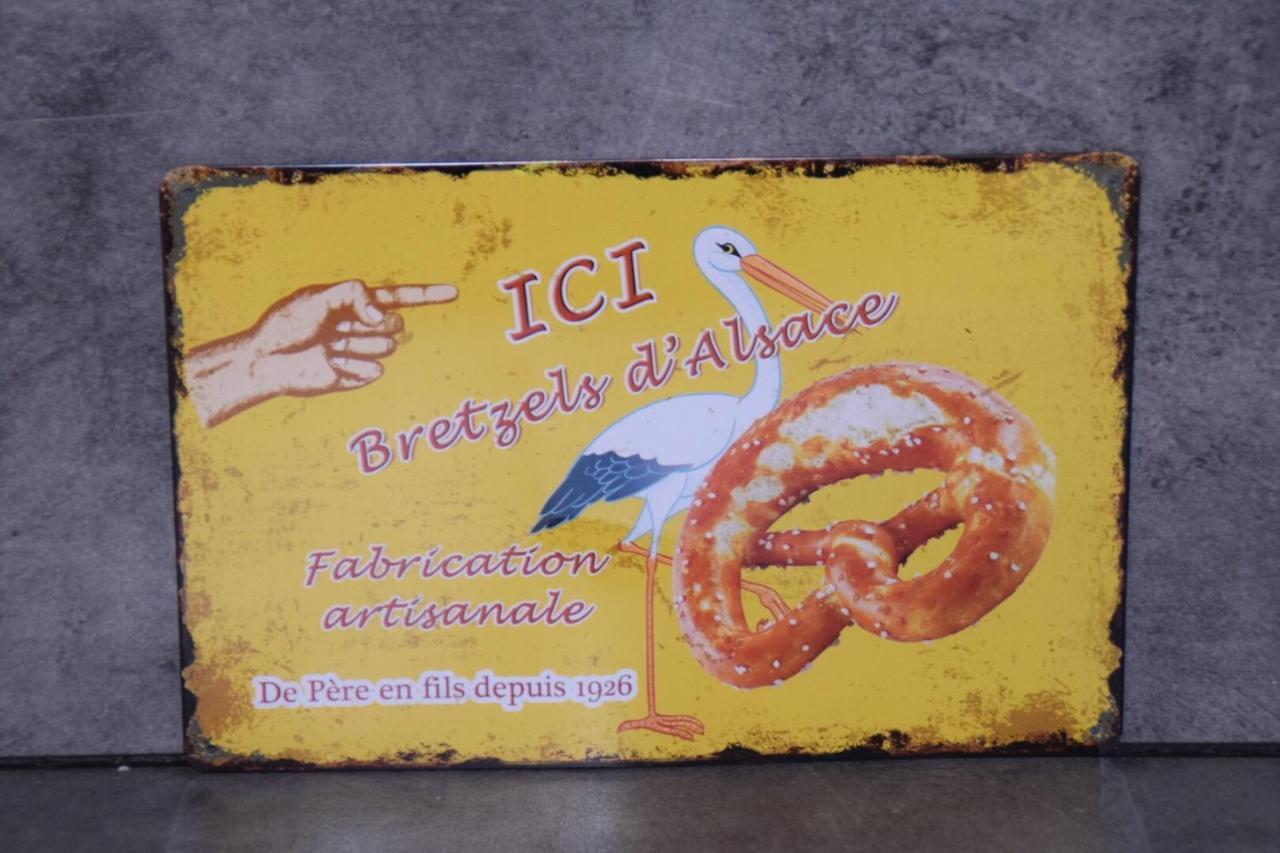 ICI
Bretzels d'Alsace
Fabrication
artisanale
De Père en fils depuis 1926